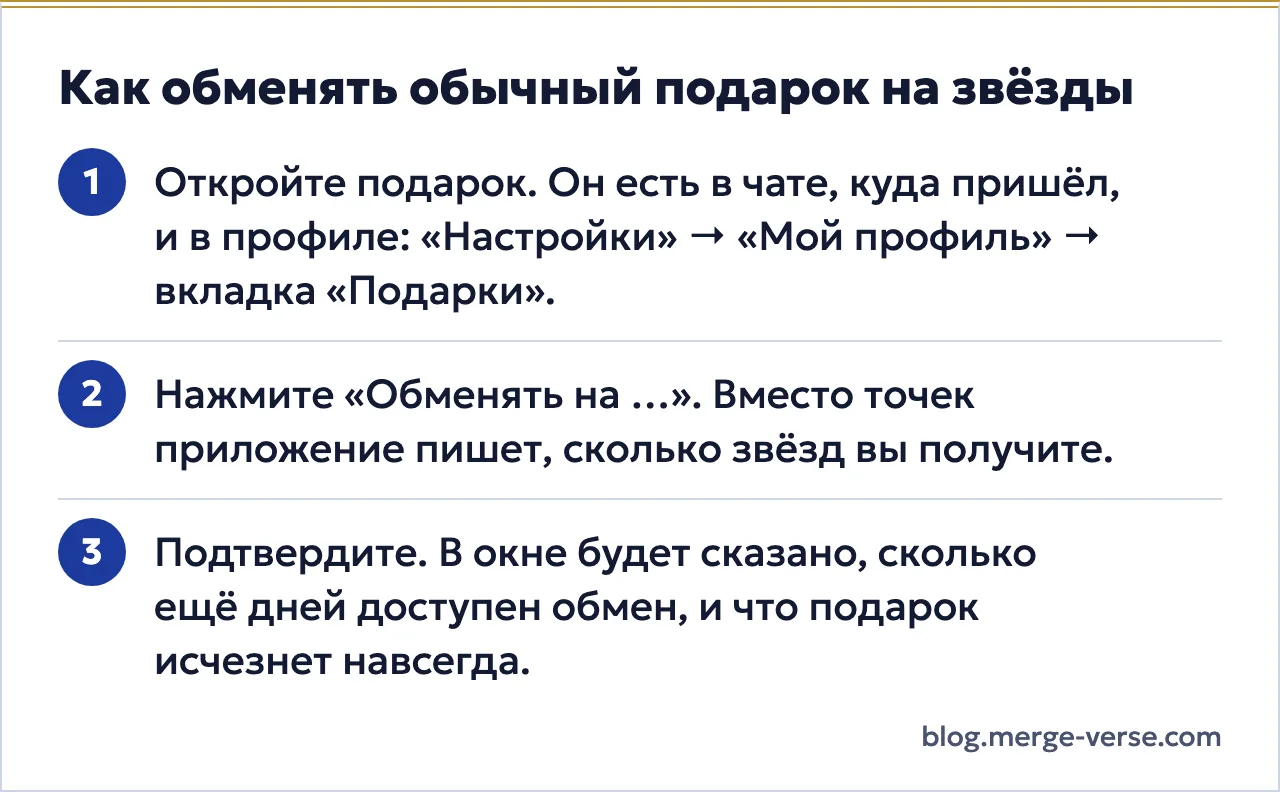 Как обменять обычный подарок на звёзды
1
Откройте подарок. Он есть в чате, куда пришёл,
и в профиле: «Настройки» → «Мой профиль» →
вкладка «Подарки».
2
Нажмите «Обменять на ...». Вместо точек
приложение пишет, сколько звёзд вы получите.
3
Подтвердите. В окне будет сказано, сколько
ещё дней доступен обмен, и что подарок
исчезнет навсегда.
blog.merge-verse.com